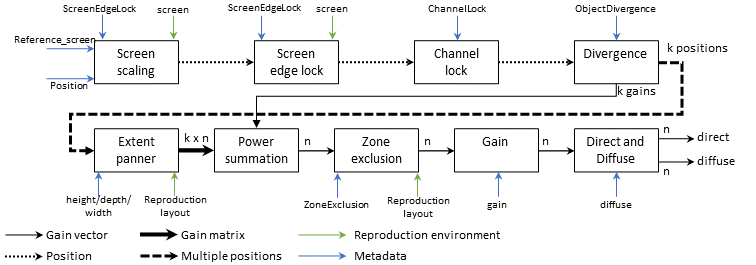 ScreenEdgeLock screen ScreenEdgeLock screen ChannelLock ObjectDivergence
Reference_screen
Position
Screen scaling
Screen edge lock
Channel lock
Divergence
k positions
k gains
Extent panner
k x n
Power summation
n
Zone exclusion
n
Gain
n
Direct and Diffuse
n
direct
n
diffuse
height/depth/
width
Reproduction
layout
ZoneExclusion
Reproduction
layout
gain
diffuse
Gain vector Gain matrix Reproduction environment
Position Multiple positions Metadata